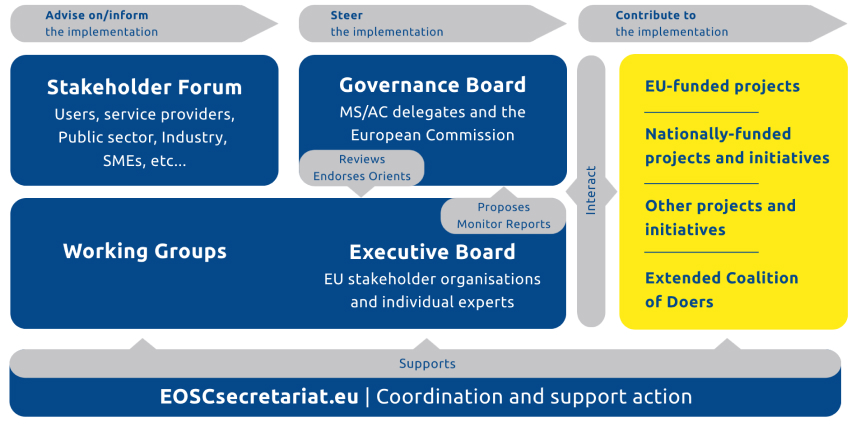 Advise on/inform
the implementation
Steer
the implementation
Contribute to
the implementation
Stakeholder Forum
Users, service providers,
Public sector, Industry,
SMEs, etc...
Governance Board
MS/AC delegates and the
European Commission
Reviews
Endorses Orients
Proposes
Monitor Reports
Working Groups
Executive Board
EU stakeholder organisations
and individual experts
Interact
EU-funded projects
Nationally-funded
projects and initiatives
Other projects and
initiatives
Extended Coalition
of Doers
Supports
EOSCsecretariat.eu | Coordination and support action